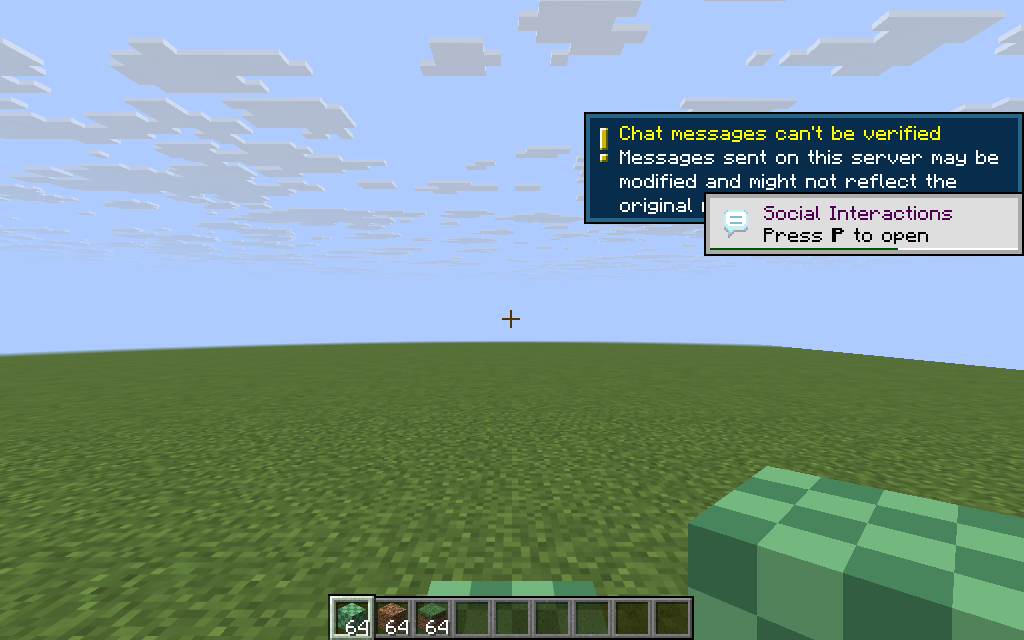 Chat messages can't be verified
Messages sent on this server may be
modified and might not reflect the
original
Social Interactions
Press P to open
64
64
64